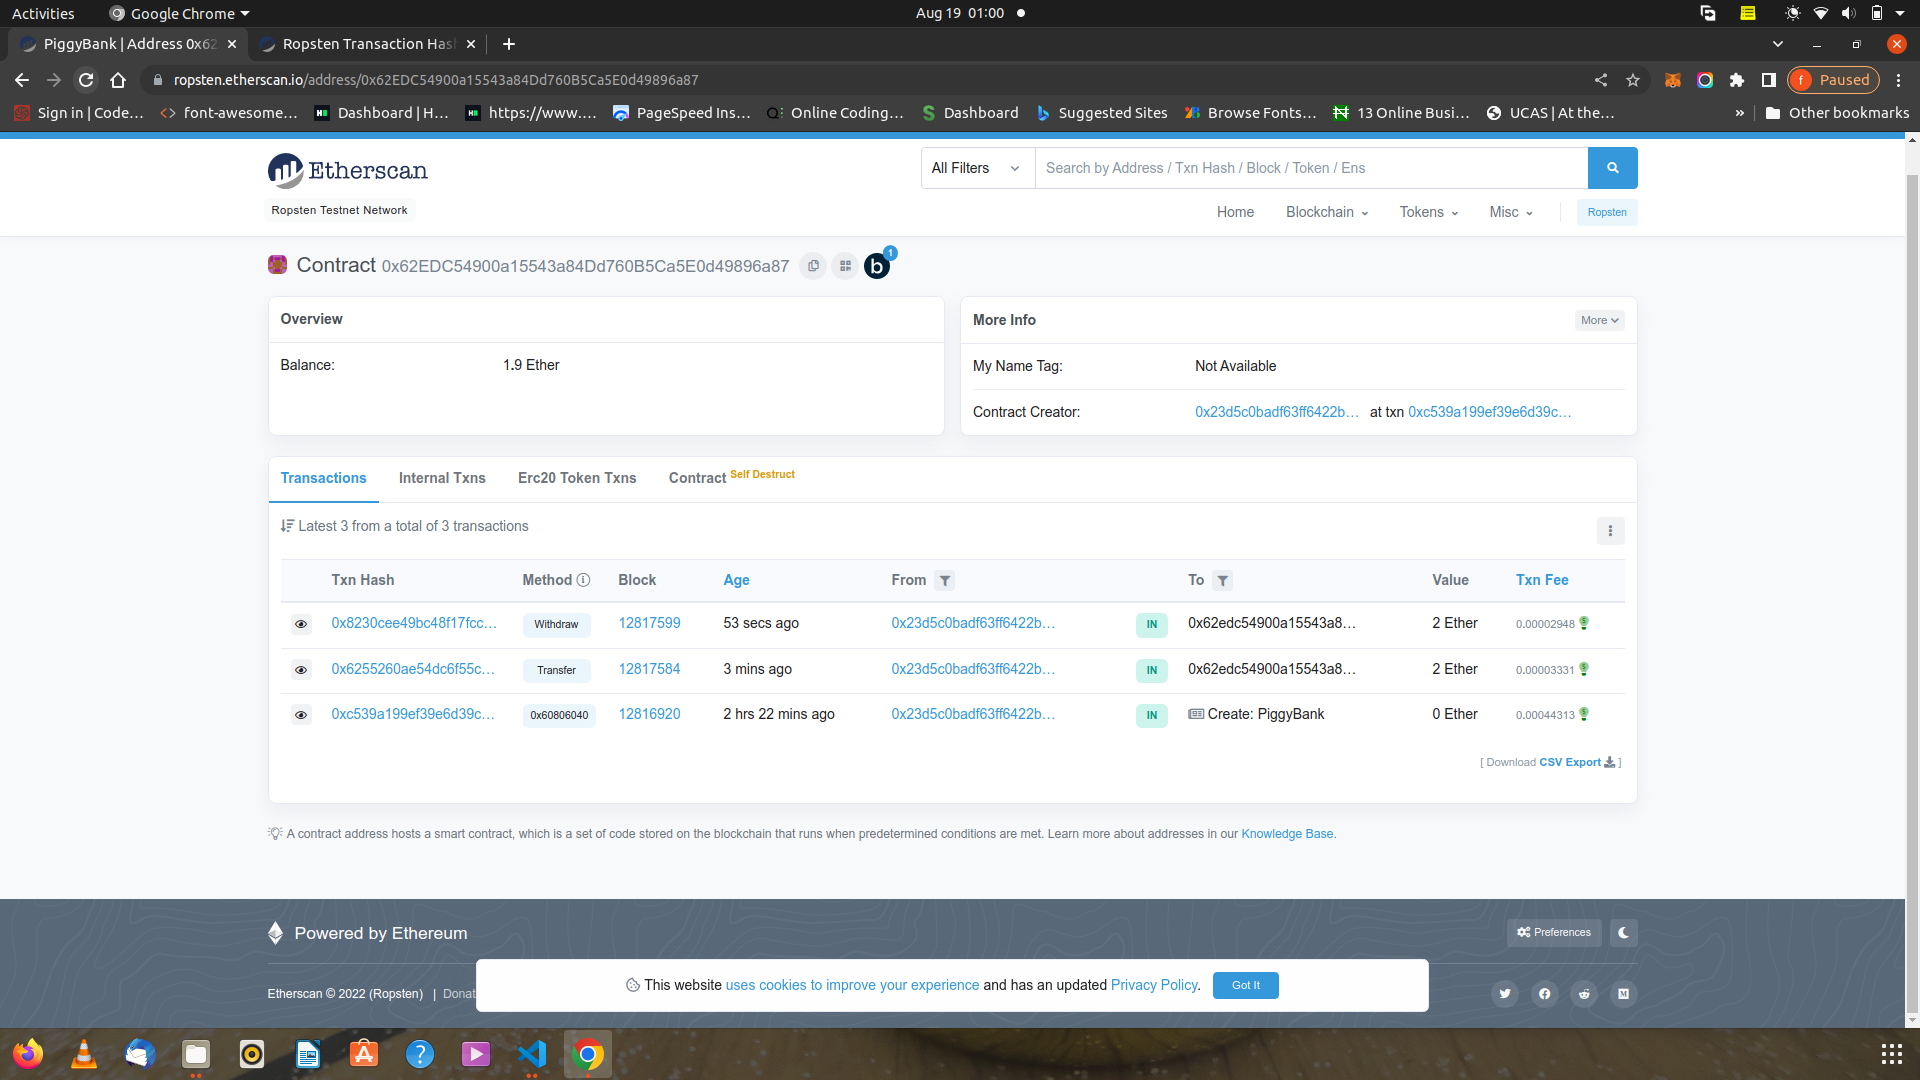 Activities
Google Chrome
Aug 19 01:00
PiggyBank | Address 0x62
Ropsten Transaction Has
ropsten.etherscan.io/address/0x62EDC54900a15543a84Dd760B5Ca5E0d49896a87
f Paused
Sign in | Code…
font-awesome…
Dashboard | H…
https://www.…
PageSpeed Ins…
Online Coding…
Dashboard
Suggested Sites
Browse Fonts…
13 Online Busi…
UCAS | At the…
»
Other bookmarks
Etherscan
All Filters
Search by Address / Txn Hash / Block / Token / Ens
Ropsten Testnet Network
Home
Blockchain
Tokens
Misc
Ropsten
Contract 0x62EDC54900a15543a84Dd760B5Ca5E0d49896a87
b 1
Overview
Balance: 1.9 Ether
More Info
More
My Name Tag: Not Available
Contract Creator: 0x23d5c0badf63ff6422b… at txn 0xc539a199ef39e6d39c…
Transactions Internal Txns Erc20 Token Txns Contract Self Destruct
Latest 3 from a total of 3 transactions
Txn Hash Method Block Age From To Value Txn Fee
0x8230cee49bc48f17fcc… Withdraw 12817599 53 secs ago 0x23d5c0badf63ff6422b… IN 0x62edc54900a15543a8… 2 Ether 0.00002948
0x6255260ae54dc6f55c… Transfer 12817584 3 mins ago 0x23d5c0badf63ff6422b… IN 0x62edc54900a15543a8… 2 Ether 0.00003331
0xc539a199ef39e6d39c… 0x60806040 12816920 2 hrs 22 mins ago 0x23d5c0badf63ff6422b… IN Create: PiggyBank 0 Ether 0.00044313
[ Download CSV Export ]
A contract address hosts a smart contract, which is a set of code stored on the blockchain that runs when predetermined conditions are met. Learn more about addresses in our Knowledge Base.
Powered by Ethereum
Preferences
Etherscan © 2022 (Ropsten) | Donat
This website uses cookies to improve your experience and has an updated Privacy Policy.
Got It